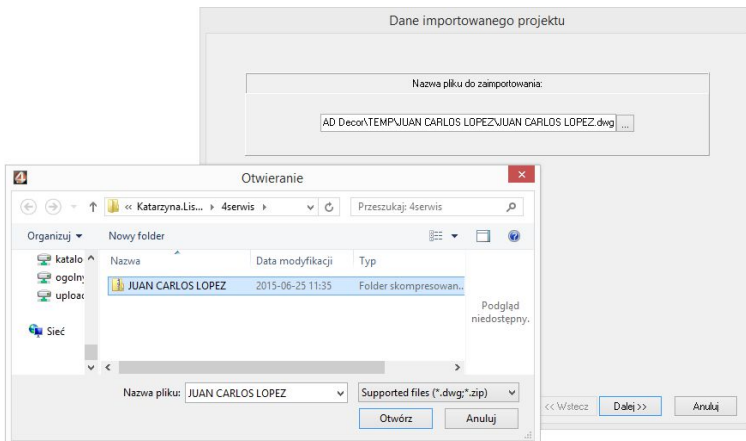 Dane importowanego projektu
Nazwa pliku do zaimportowania:
AD Decor\TEMP\JUAN CARLOS LOPEZ\JUAN CARLOS LOPEZ.dwg ...
Otwieranie
« Katarzyna.Lis... 4serwis
Przeszukaj: 4serwis
Organizuj Nowy folder
Nazwa Data modyfikacji Typ
katalo
ogolny
upload
Sieć
JUAN CARLOS LOPEZ 2015-06-25 11:35 Folder skompresowan...
Podgląd
niedostępny.
Nazwa pliku: JUAN CARLOS LOPEZ Supported files (*.dwg;*.zip)
Otwórz Anuluj
<< Wstecz Dalej >> Anuluj